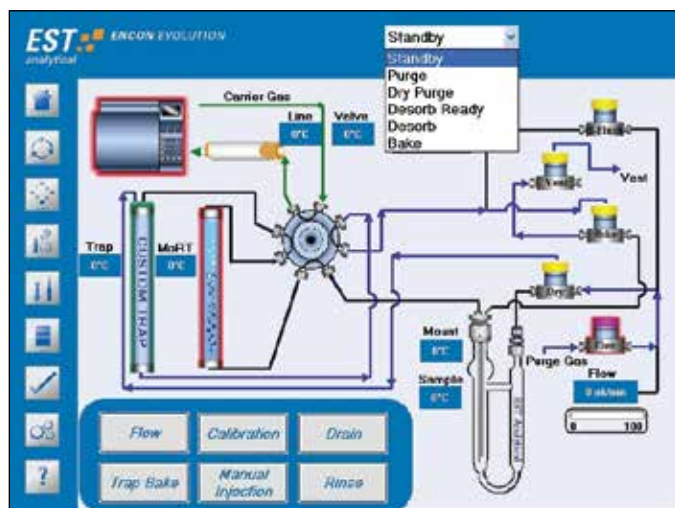 EST
analytical
ENCON EVOLUTION
Standby
Standby
Purge
Dry Purge
Desorb Ready
Desorb
Bake
Carrier Gas
Line
0°C
Valve
0°C
Vent
Trap
0°C
CUSTOM TRAP
MoRT
0°C
Dry
Mount
0°C
Sample
0°C
Purge Gas
Flow
0
100
Flow
Calibration
Drain
Trap Bake
Manual
Injection
Rinse
?